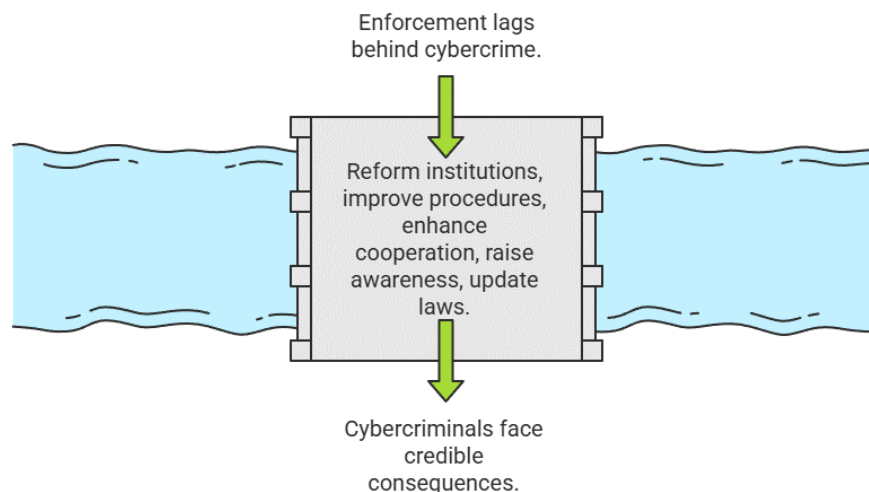 Enforcement lags
behind cybercrime.
Reform institutions,
improve procedures,
enhance
cooperation, raise
awareness, update
laws.
Cybercriminals face
credible
consequences.